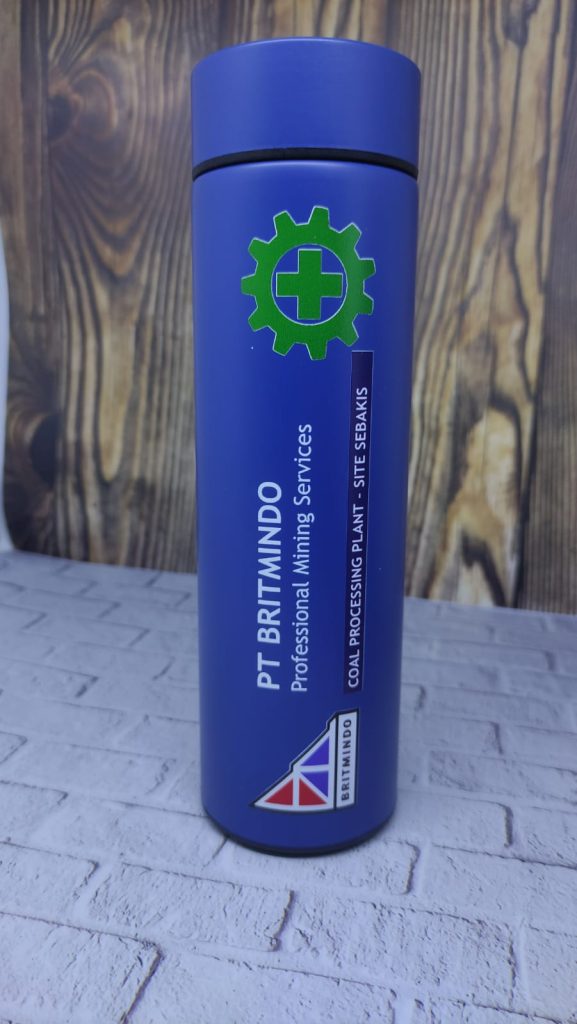 PT BRITMINDO
Professional Mining Services
COAL PROCESSING PLANT - SITE SEBAKIS
BRITMINDO